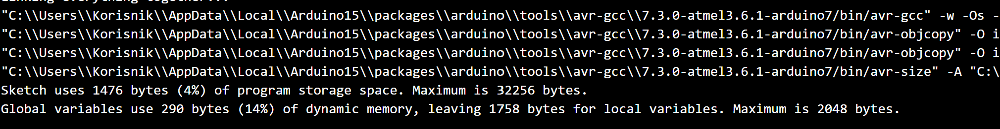 linking everything together...
"C:\\Users\\Korisnik\\AppData\\Local\\Arduino15\\packages\\arduino\\tools\\avr-gcc\\7.3.0-atmel3.6.1-arduino7/bin/avr-gcc" -w -Os -
"C:\\Users\\Korisnik\\AppData\\Local\\Arduino15\\packages\\arduino\\tools\\avr-gcc\\7.3.0-atmel3.6.1-arduino7/bin/avr-objcopy" -O i
"C:\\Users\\Korisnik\\AppData\\Local\\Arduino15\\packages\\arduino\\tools\\avr-gcc\\7.3.0-atmel3.6.1-arduino7/bin/avr-objcopy" -O i
"C:\\Users\\Korisnik\\AppData\\Local\\Arduino15\\packages\\arduino\\tools\\avr-gcc\\7.3.0-atmel3.6.1-arduino7/bin/avr-size" -A "C:\
Sketch uses 1476 bytes (4%) of program storage space. Maximum is 32256 bytes.
Global variables use 290 bytes (14%) of dynamic memory, leaving 1758 bytes for local variables. Maximum is 2048 bytes.